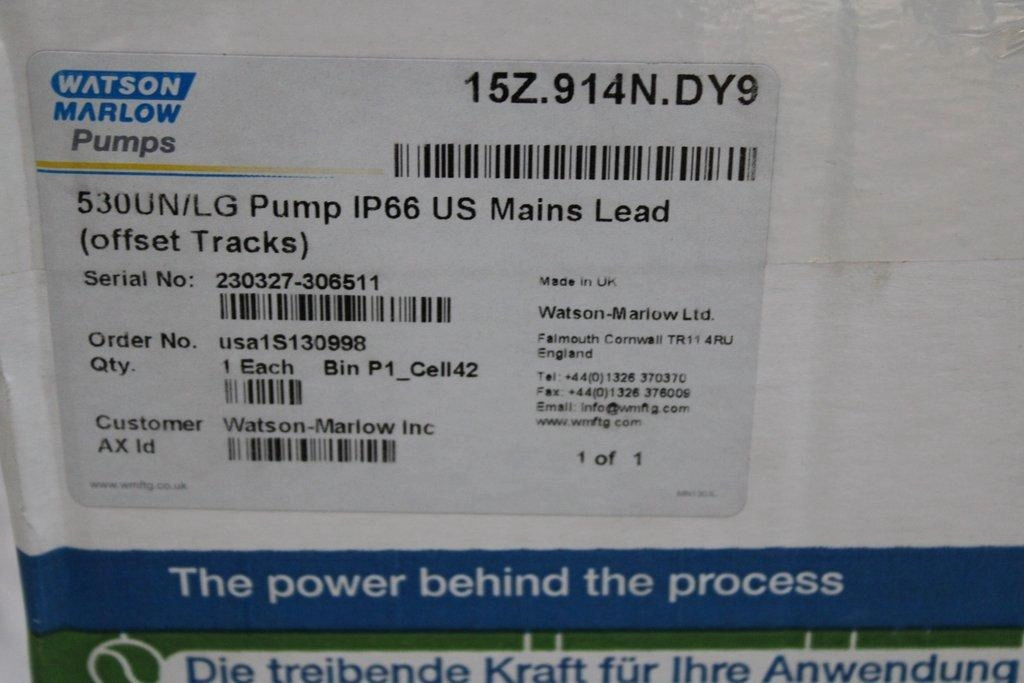 WATSON
MARLOW
Pumps
15Z.914N.DY9
530UN/LG Pump IP66 US Mains Lead
(offset Tracks)
Serial No: 230327-306511
Order No. usa1S130998
Qty. 1 Each Bin P1_Cell42
Customer Watson-Marlow Inc
AX Id
www.wmftg.co.uk
Made in UK
Watson-Marlow Ltd.
Falmouth Cornwall TR11 4RU
England
Tel: +44(0)1326 370370
Fax: +44(0)1326 376009
Email: info@wmftg.com
www.wmftg.com
1 of 1
The power behind the process
Die treibende Kraft für Ihre Anwendung